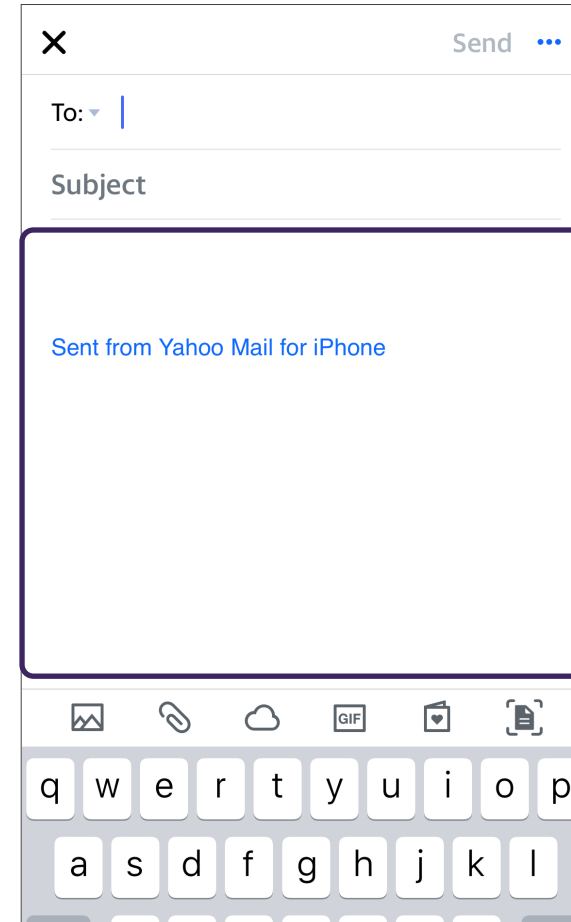 Send
To:
Subject
Sent from Yahoo Mail for iPhone
GIF
q w e r t y u i o p
a s d f g h j k l